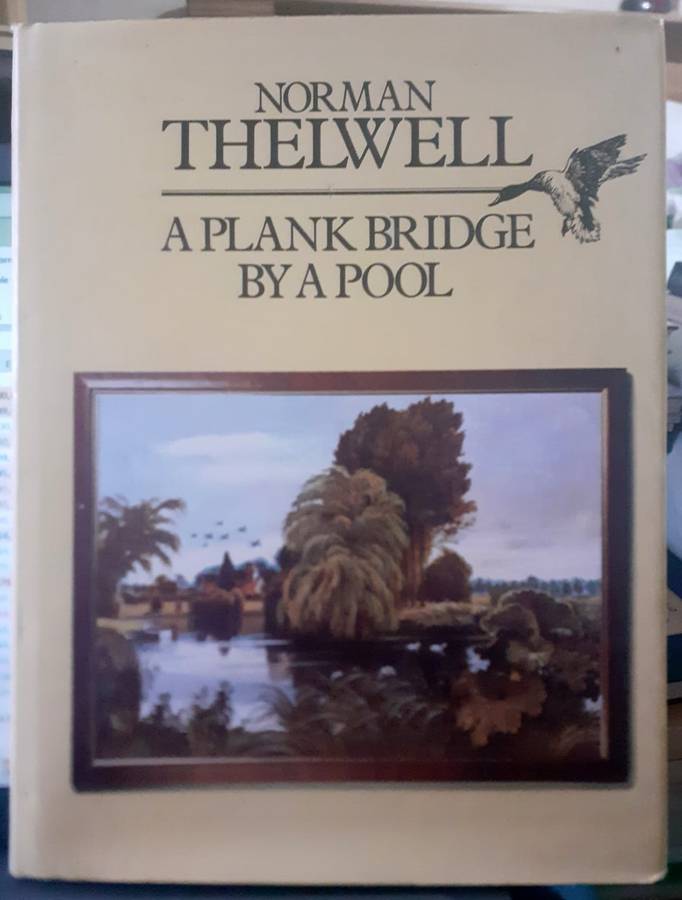 NORMAN
THELWELL
A PLANK BRIDGE
BY A POOL